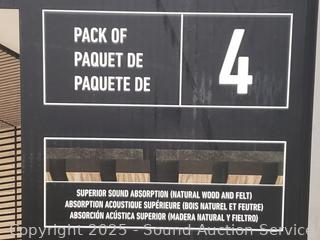 PACK OF
PAQUET DE
PAQUETE DE
4
SUPERIOR SOUND ABSORPTION (NATURAL WOOD AND FELT)
ABSORPTION ACOUSTIQUE SUPÉRIEURE (BOIS NATUREL ET FEUTRE)
ABSORCIÓN ACÚSTICA SUPERIOR (MADERA NATURAL Y FIELTRO)
Copyright 2025 - Sound Auction Service